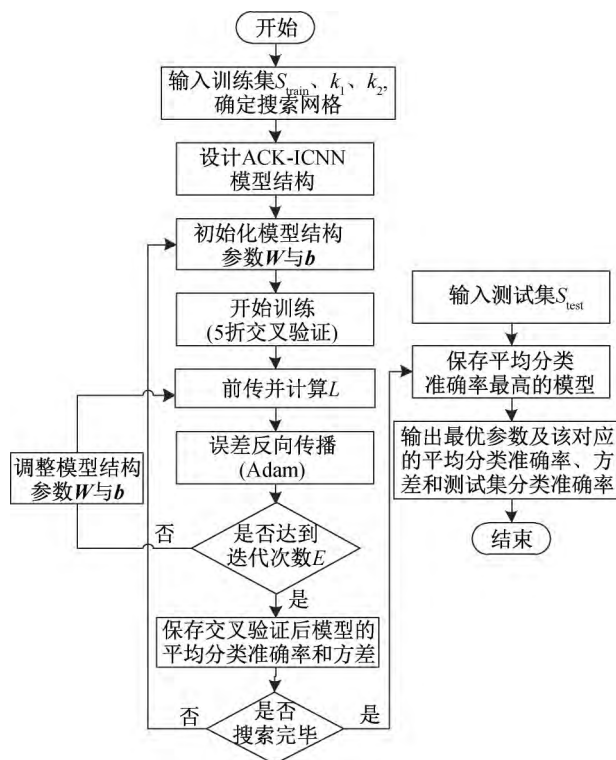 开始
输入训练集S_train、k₁、k₂,
确定搜索网格
设计ACK-ICNN
模型结构
初始化模型结构
参数W与b
开始训练
(5折交叉验证)
前传并计算L
误差反向传播
(Adam)
调整模型结构
参数W与b
否
是否达到
迭代次数E
是
保存交叉验证后模型的
平均分类准确率和方差
否
是否
搜索完毕
是
输入测试集S_test
保存平均分类
准确率最高的模型
输出最优参数及该对应
的平均分类准确率、方
差和测试集分类准确率
结束